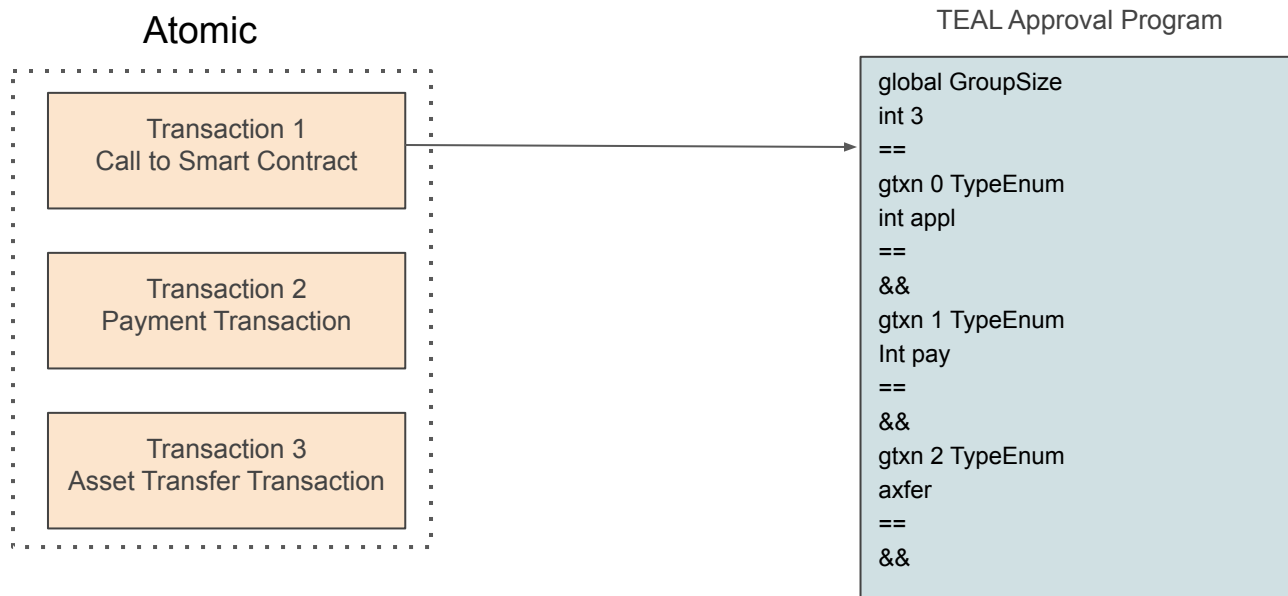 Atomic
Transaction 1
Call to Smart Contract
Transaction 2
Payment Transaction
Transaction 3
Asset Transfer Transaction
TEAL Approval Program
global GroupSize
int 3
==
gtxn 0 TypeEnum
int appl
==
&&
gtxn 1 TypeEnum
Int pay
==
&&
gtxn 2 TypeEnum
axfer
==
&&